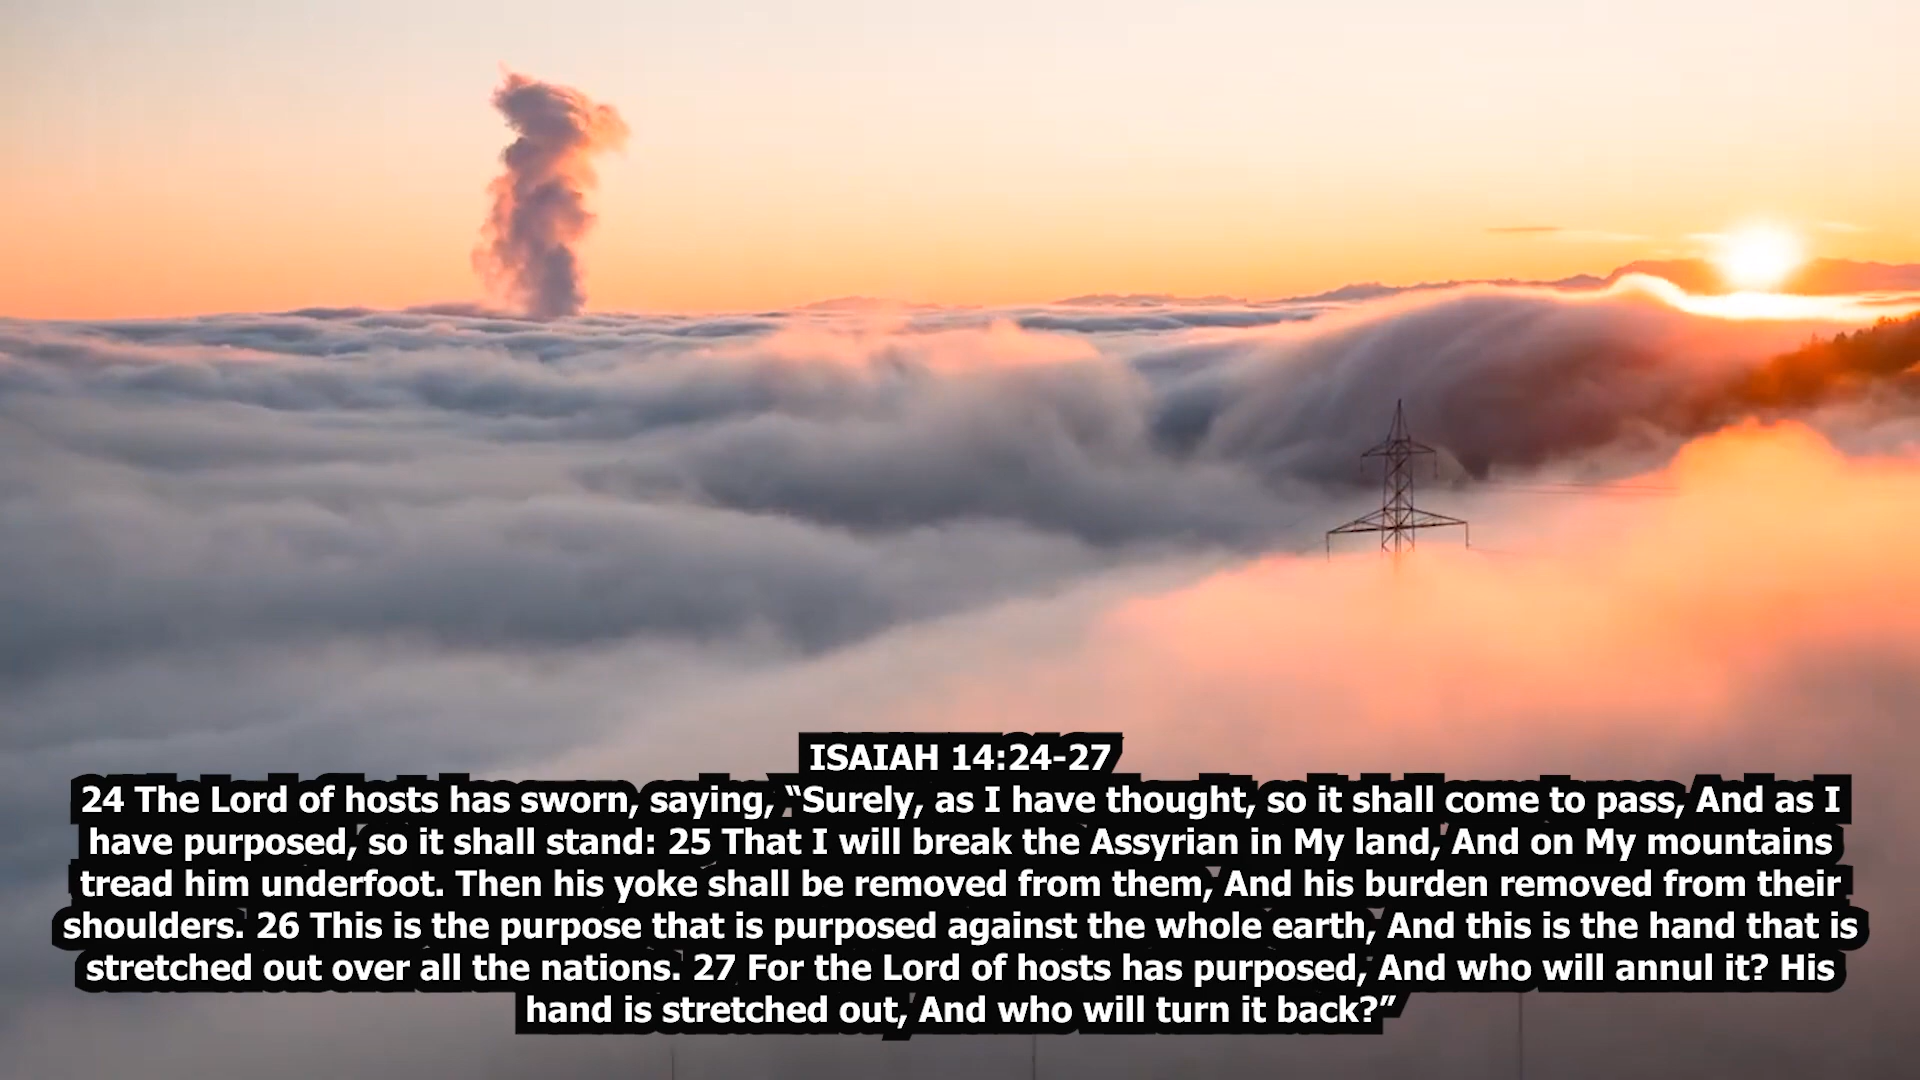 ISAIAH 14:24-27
24 The Lord of hosts has sworn, saying, “Surely, as I have thought, so it shall come to pass, And as I
have purposed, so it shall stand: 25 That I will break the Assyrian in My land, And on My mountains
tread him underfoot. Then his yoke shall be removed from them, And his burden removed from their
shoulders. 26 This is the purpose that is purposed against the whole earth, And this is the hand that is
stretched out over all the nations. 27 For the Lord of hosts has purposed, And who will annul it? His
hand is stretched out, And who will turn it back?”